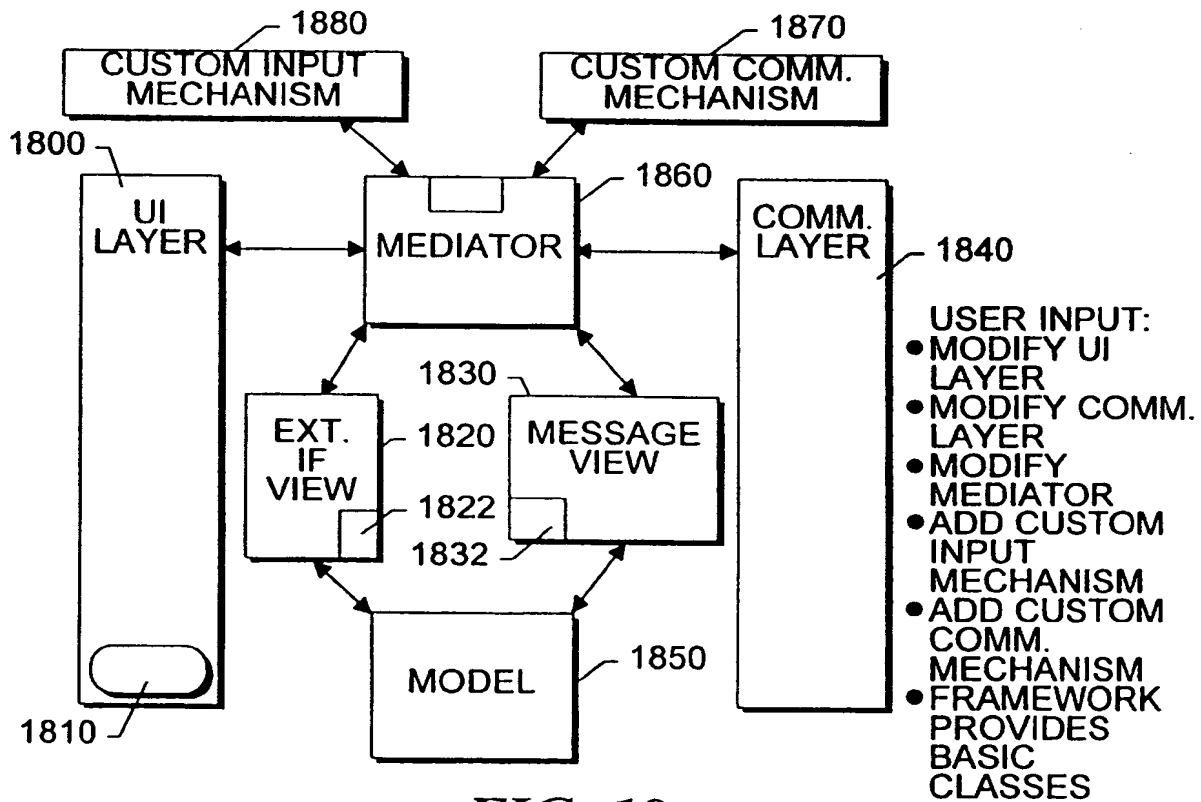 1880
1870
CUSTOM INPUT
MECHANISM
CUSTOM COMM.
MECHANISM
1800
1860
UI
LAYER
MEDIATOR
COMM.
LAYER
1840
1830
EXT.
IF
VIEW
1820
MESSAGE
VIEW
1822
1832
MODEL
1850
1810
USER INPUT:
● MODIFY UI
LAYER
● MODIFY COMM.
LAYER
● MODIFY
MEDIATOR
● ADD CUSTOM
INPUT
MECHANISM
● ADD CUSTOM
COMM.
MECHANISM
● FRAMEWORK
PROVIDES
BASIC
CLASSES